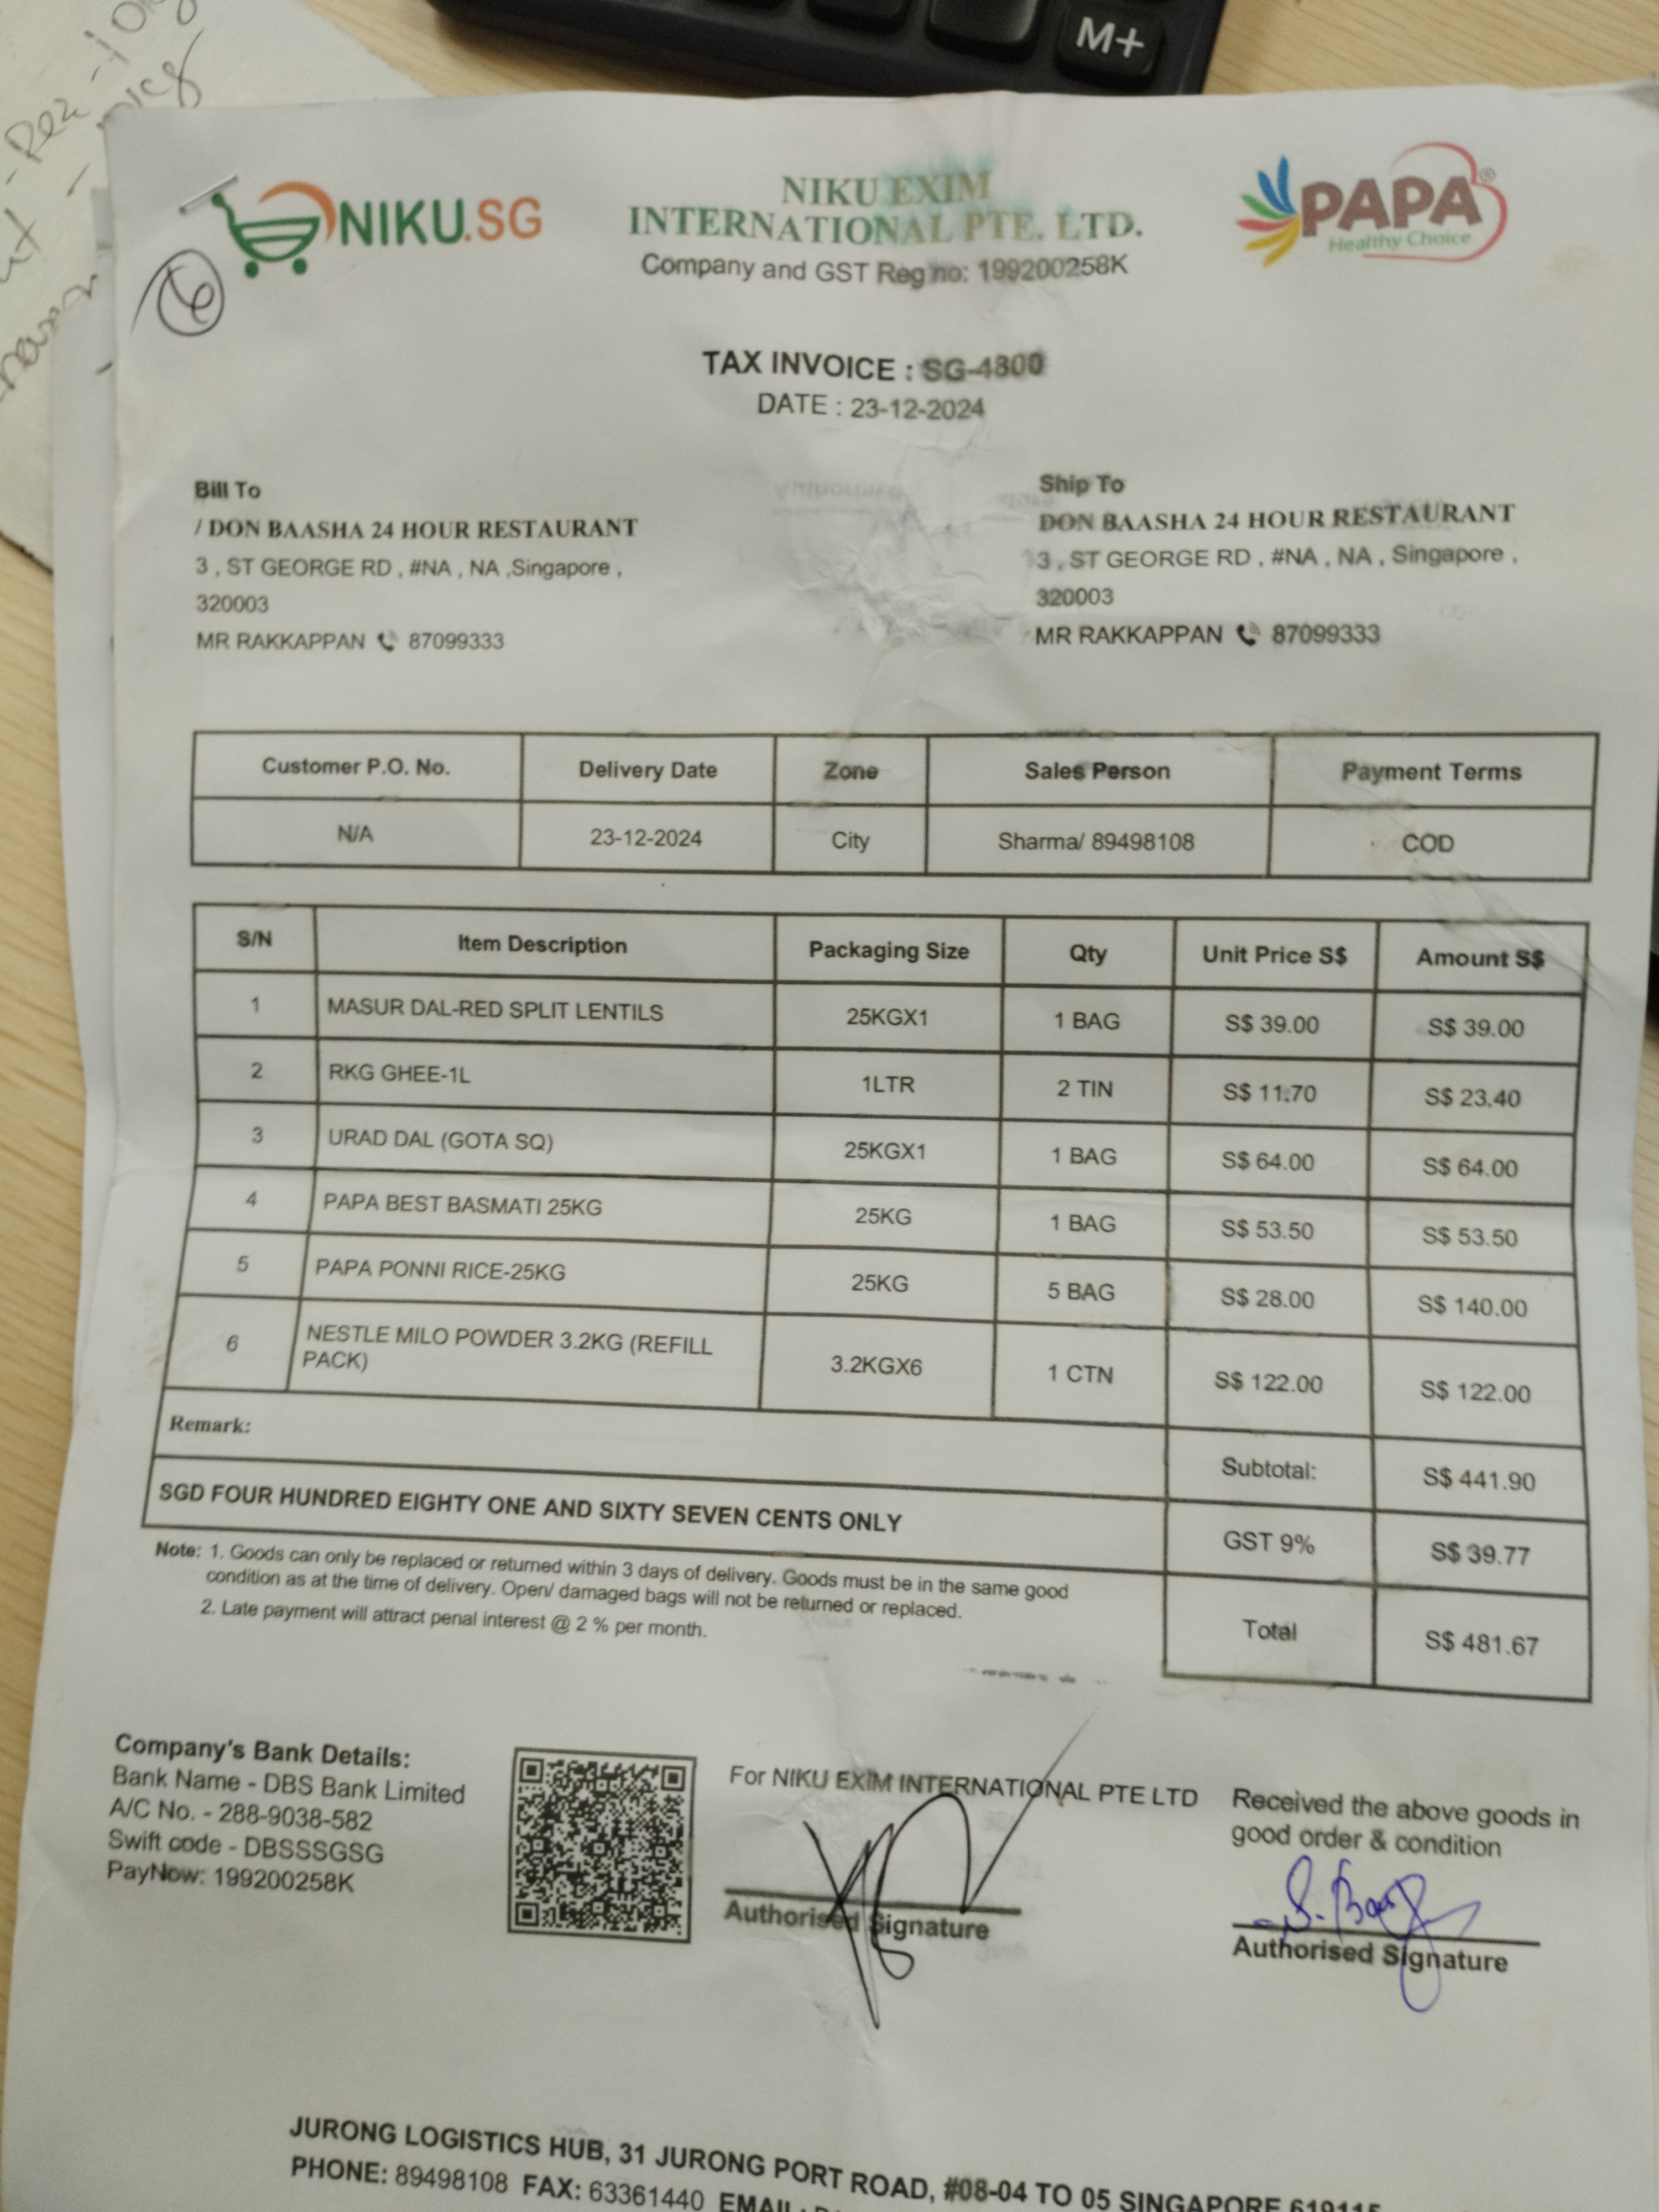 M+
NIKU.SG
NIKU EXIM
INTERNATIONAL PTE. LTD.
Company and GST Reg no: 199200258K
PAPA®
Healthy Choice
6
TAX INVOICE : SG-4800
DATE : 23-12-2024
Bill To
/ DON BAASHA 24 HOUR RESTAURANT
3 , ST GEORGE RD , #NA , NA ,Singapore ,
320003
MR RAKKAPPAN 87099333
Ship To
DON BAASHA 24 HOUR RESTAURANT
3 , ST GEORGE RD , #NA , NA , Singapore ,
320003
MR RAKKAPPAN 87099333
Customer P.O. No. Delivery Date Zone Sales Person Payment Terms
N/A 23-12-2024 City Sharma/ 89498108 COD
S/N Item Description Packaging Size Qty Unit Price S$ Amount S$
1 MASUR DAL-RED SPLIT LENTILS 25KGX1 1 BAG S$ 39.00 S$ 39.00
2 RKG GHEE-1L 1LTR 2 TIN S$ 11.70 S$ 23.40
3 URAD DAL (GOTA SQ) 25KGX1 1 BAG S$ 64.00 S$ 64.00
4 PAPA BEST BASMATI 25KG 25KG 1 BAG S$ 53.50 S$ 53.50
5 PAPA PONNI RICE-25KG 25KG 5 BAG S$ 28.00 S$ 140.00
6 NESTLE MILO POWDER 3.2KG (REFILL
PACK) 3.2KGX6 1 CTN S$ 122.00 S$ 122.00
Remark:
Subtotal: S$ 441.90
SGD FOUR HUNDRED EIGHTY ONE AND SIXTY SEVEN CENTS ONLY
GST 9% S$ 39.77
Total S$ 481.67
Note: 1. Goods can only be replaced or returned within 3 days of delivery. Goods must be in the same good
condition as at the time of delivery. Open/ damaged bags will not be returned or replaced.
2. Late payment will attract penal interest @ 2 % per month.
Company's Bank Details:
Bank Name - DBS Bank Limited
A/C No. - 288-9038-582
Swift code - DBSSSGSG
PayNow: 199200258K
For NIKU EXIM INTERNATIONAL PTE LTD
Authorised Signature
Received the above goods in
good order & condition
Authorised Signature
JURONG LOGISTICS HUB, 31 JURONG PORT ROAD, #08-04 TO 05 SINGAPORE 619115
PHONE: 89498108 FAX: 63361440 EMAIL: